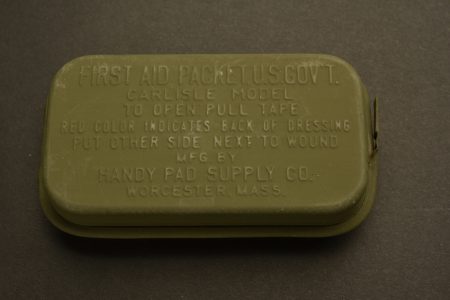 FIRST AID PACKET U.S. GOV'T.
CARLISLE MODEL
TO OPEN PULL TAPE
RED COLOR INDICATES BACK OF DRESSING
PUT OTHER SIDE NEXT TO WOUND
MFG. BY
HANDY PAD SUPPLY CO.
WORCESTER, MASS.